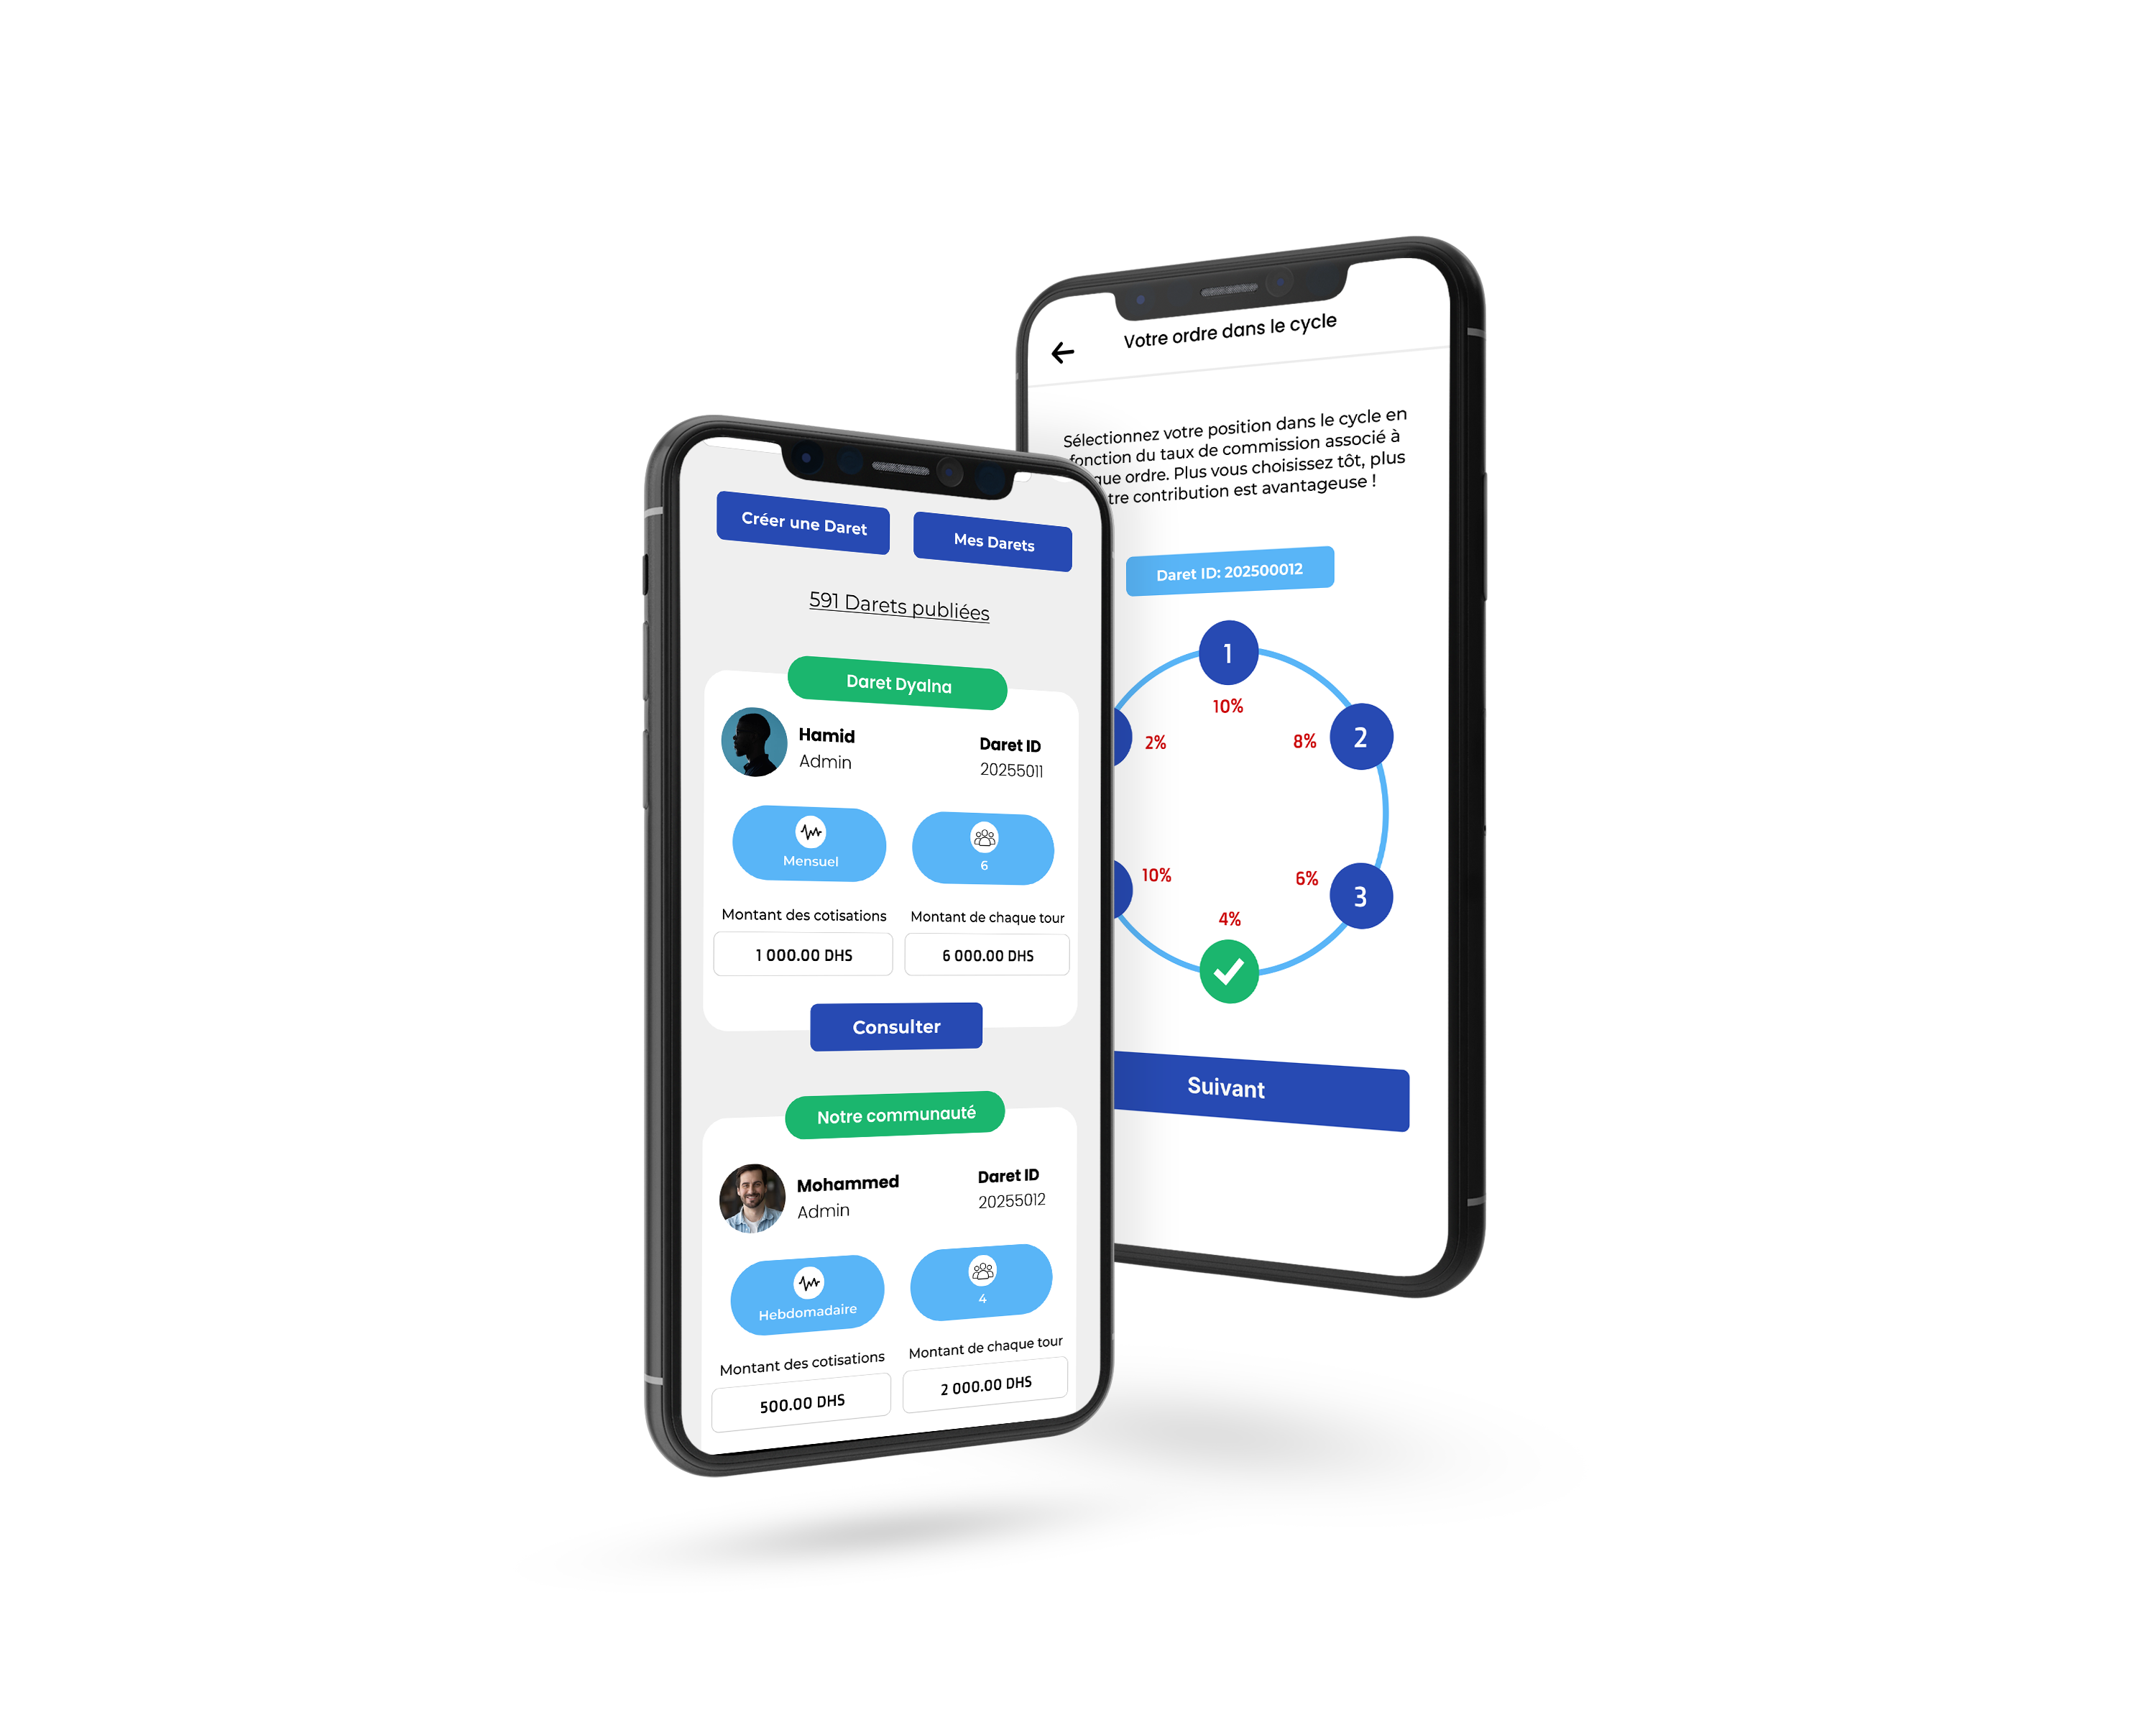 Créer une Daret
Mes Darets
591 Darets publiées
Daret Dyalna
Hamid
Admin
Daret ID
20255011
Mensuel
6
Montant des cotisations
Montant de chaque tour
1 000.00 DHS
6 000.00 DHS
Consulter
Notre communauté
Mohammed
Admin
Daret ID
20255012
Hebdomadaire
4
Montant des cotisations
Montant de chaque tour
500.00 DHS
2 000.00 DHS
Votre ordre dans le cycle
Sélectionnez votre position dans le cycle en
fonction du taux de commission associé à
que ordre. Plus vous choisissez tôt, plus
tre contribution est avantageuse !
Daret ID: 202500012
1
10%
2%
8%
2
10%
6%
3
4%
Suivant